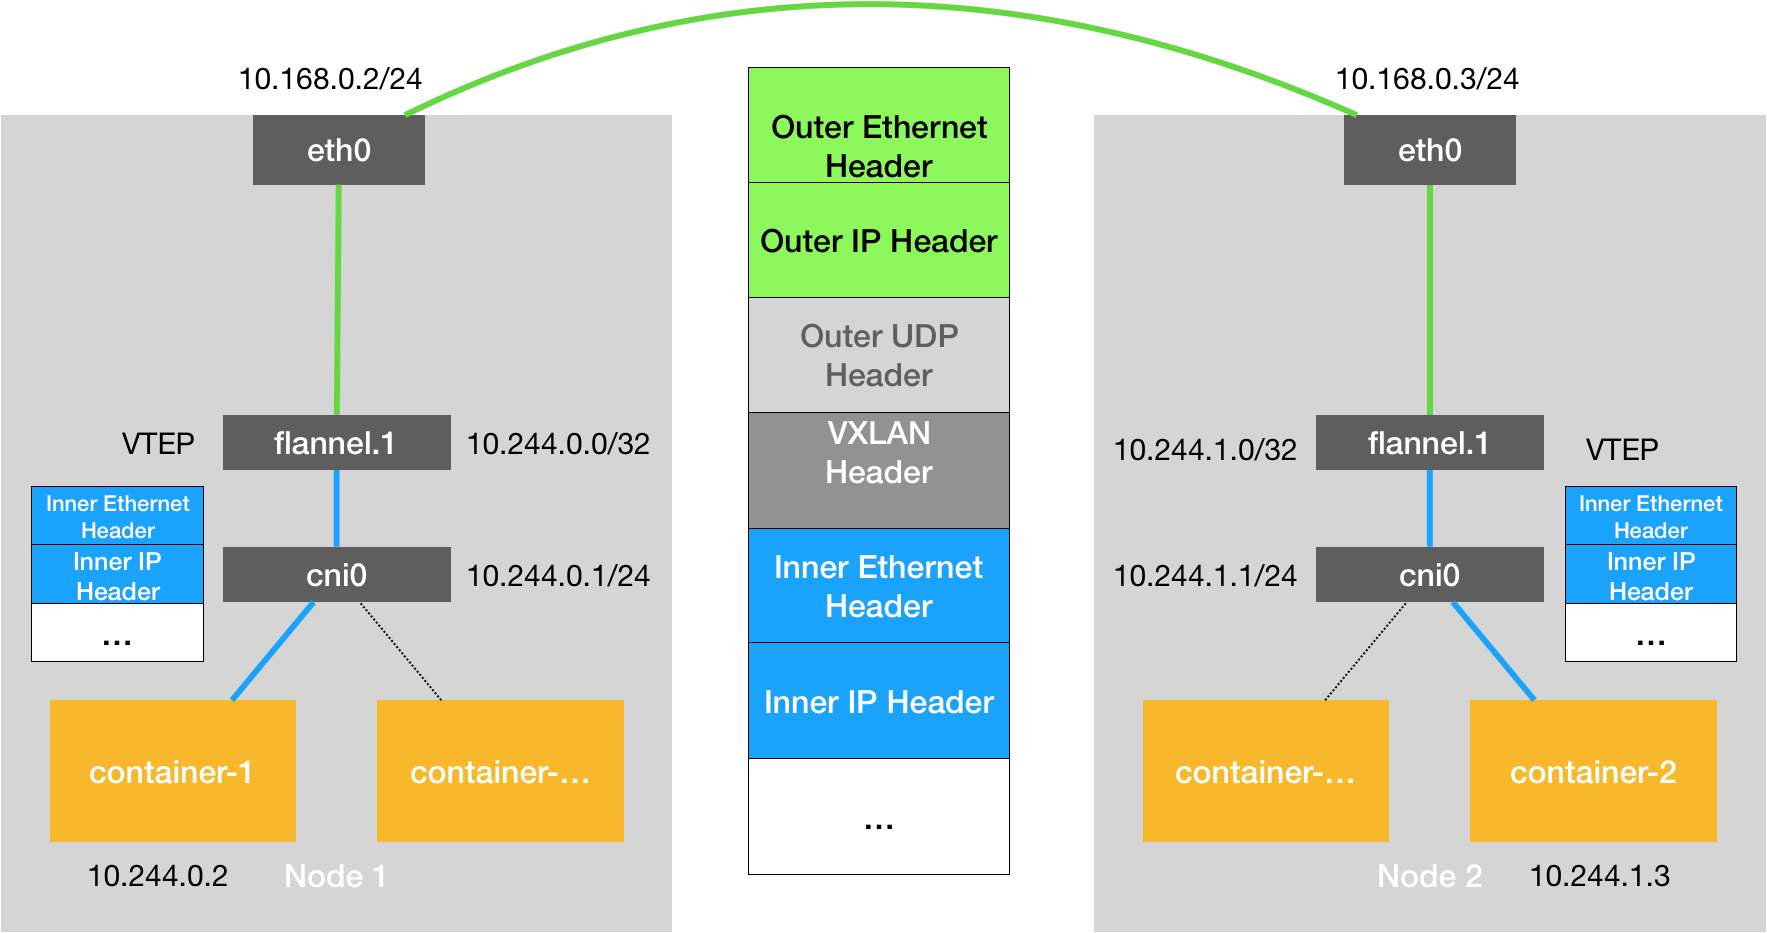 10.168.0.2/24
eth0
VTEP
flannel.1
10.244.0.0/32
Inner Ethernet
Header
Inner IP
Header
...
cni0
10.244.0.1/24
container-1
container-...
10.244.0.2
Node 1
Outer Ethernet
Header
Outer IP Header
Outer UDP
Header
VXLAN
Header
Inner Ethernet
Header
Inner IP Header
...
10.168.0.3/24
eth0
10.244.1.0/32
flannel.1
VTEP
10.244.1.1/24
cni0
Inner Ethernet
Header
Inner IP
Header
...
container-...
container-2
Node 2
10.244.1.3